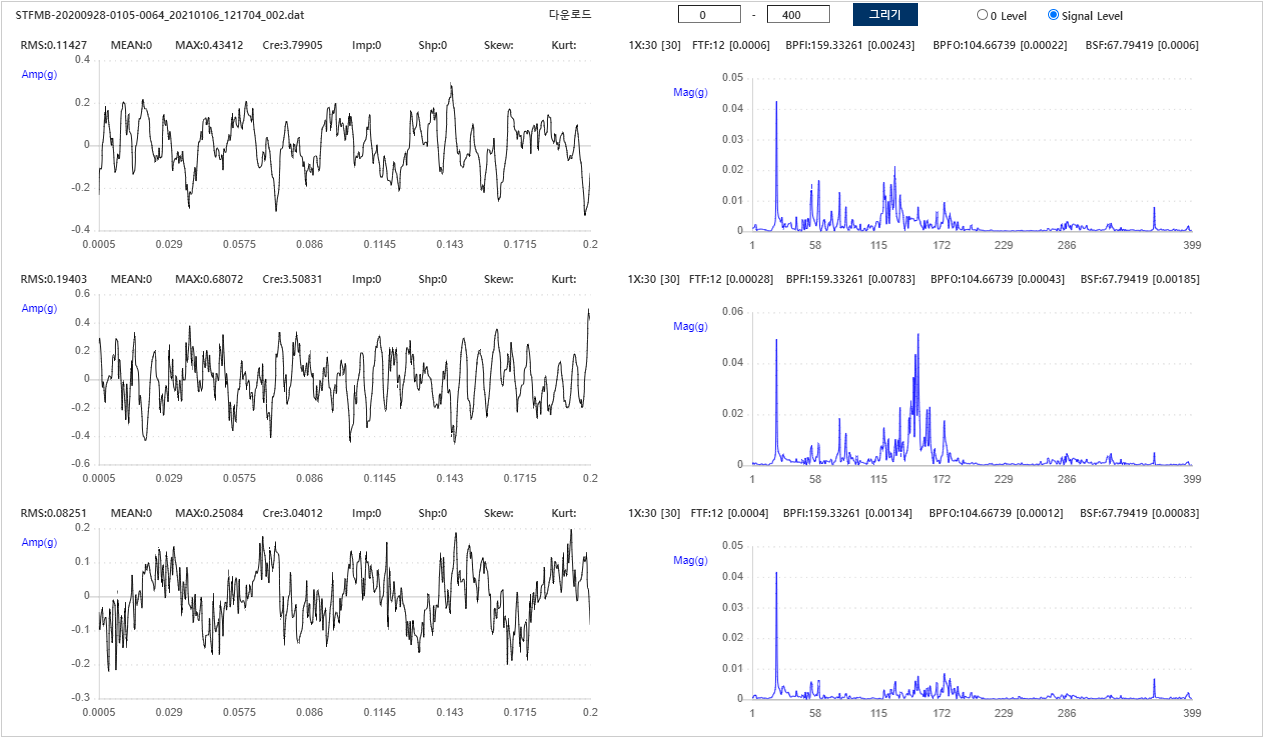 STFMB-20200928-0105-0064_20210106_121704_002.dat 다운로드 0 - 400 그리기 0 Level Signal Level
RMS:0.11427 MEAN:0 MAX:0.43412 Cre:3.79905 Imp:0 Shp:0 Skew: Kurt:
Amp(g)
0.4
0.2
0
-0.2
-0.4
0.0005 0.029 0.0575 0.086 0.1145 0.143 0.1715 0.2
1X:30 [30] FTF:12 [0.0006] BPFI:159.33261 [0.00243] BPFO:104.66739 [0.00022] BSF:67.79419 [0.0006]
Mag(g)
0.05
0.04
0.03
0.02
0.01
0
1 58 115 172 229 286 399
RMS:0.19403 MEAN:0 MAX:0.68072 Cre:3.50831 Imp:0 Shp:0 Skew: Kurt:
Amp(g)
0.6
0.4
0.2
0
-0.2
-0.4
-0.6
0.0005 0.029 0.0575 0.086 0.1145 0.143 0.1715 0.2
1X:30 [30] FTF:12 [0.00028] BPFI:159.33261 [0.00783] BPFO:104.66739 [0.00043] BSF:67.79419 [0.00185]
Mag(g)
0.06
0.04
0.02
0
1 58 115 172 229 286 399
RMS:0.08251 MEAN:0 MAX:0.25084 Cre:3.04012 Imp:0 Shp:0 Skew: Kurt:
Amp(g)
0.2
0.1
0
-0.1
-0.2
-0.3
0.0005 0.029 0.0575 0.086 0.1145 0.143 0.1715 0.2
1X:30 [30] FTF:12 [0.0004] BPFI:159.33261 [0.00134] BPFO:104.66739 [0.00012] BSF:67.79419 [0.00083]
Mag(g)
0.05
0.04
0.03
0.02
0.01
0
1 58 115 172 229 286 399